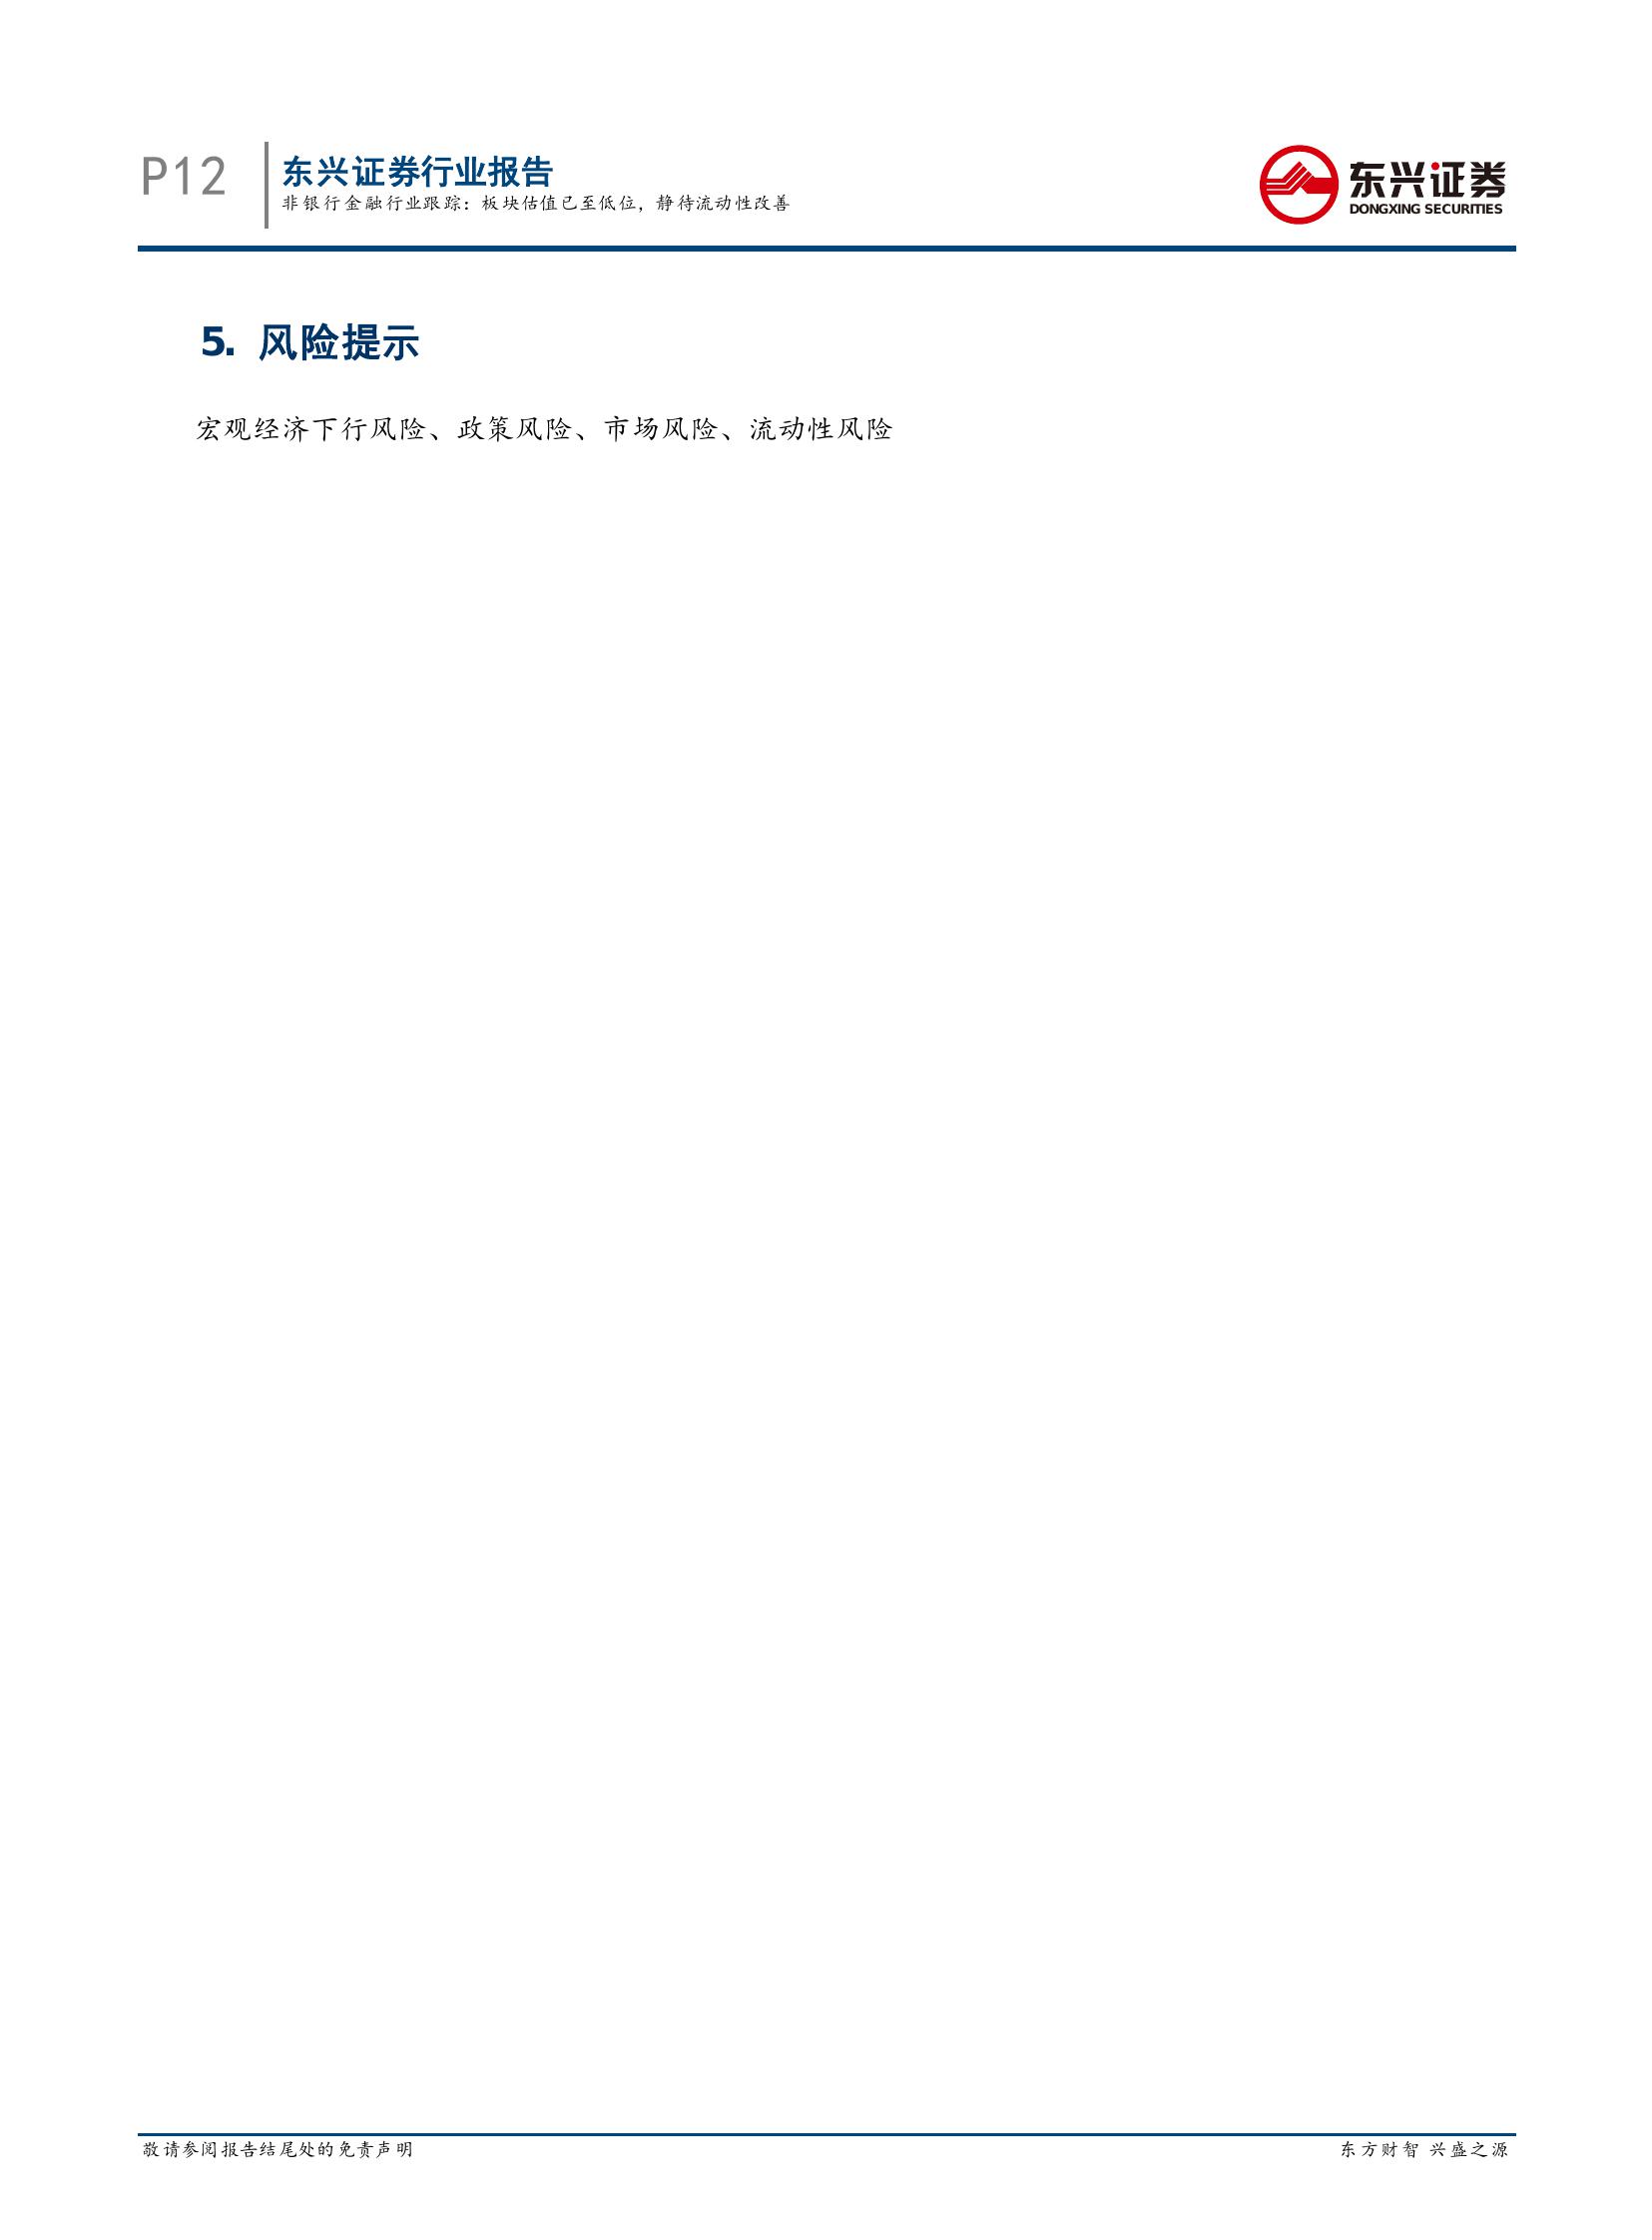 P12
东兴证券行业报告
非银行金融行业跟踪：板块估值已至低位，静待流动性改善
东兴证券
DONGXING SECURITIES
5. 风险提示
宏观经济下行风险、政策风险、市场风险、流动性风险
敬请参阅报告结尾处的免责声明
东方财智 兴盛之源